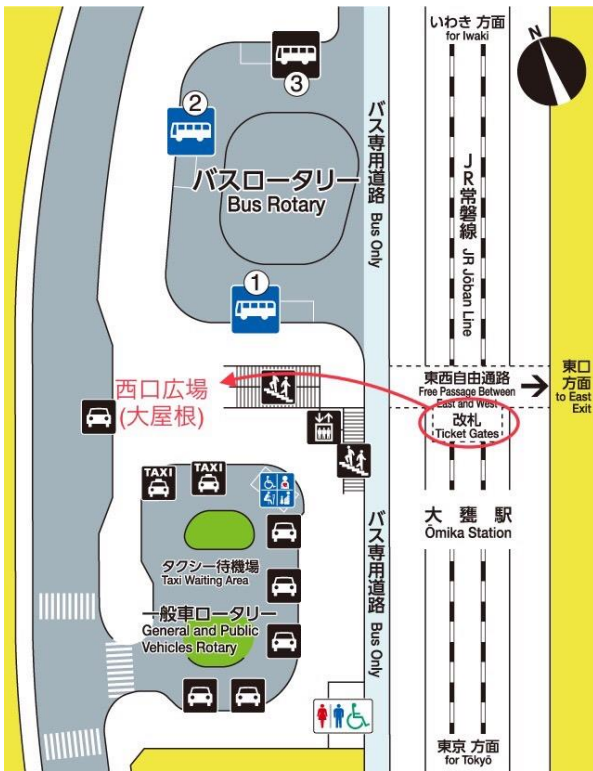 いわき 方面
for Iwaki
N
③
②
バスロータリー
Bus Rotary
バス専用道路 Bus Only
JR常磐線 JR Jōban Line
①
西口広場
(大屋根)
東西自由通路
Free Passage Between
East and West
東口
方面
to East
Exit
改札
Ticket Gates
TAXI
TAXI
大甕駅
Ōmika Station
タクシー待機場
Taxi Waiting Area
一般車ロータリー
General and Public
Vehicles Rotary
バス専用道路 Bus Only
東京 方面
for Tōkyō